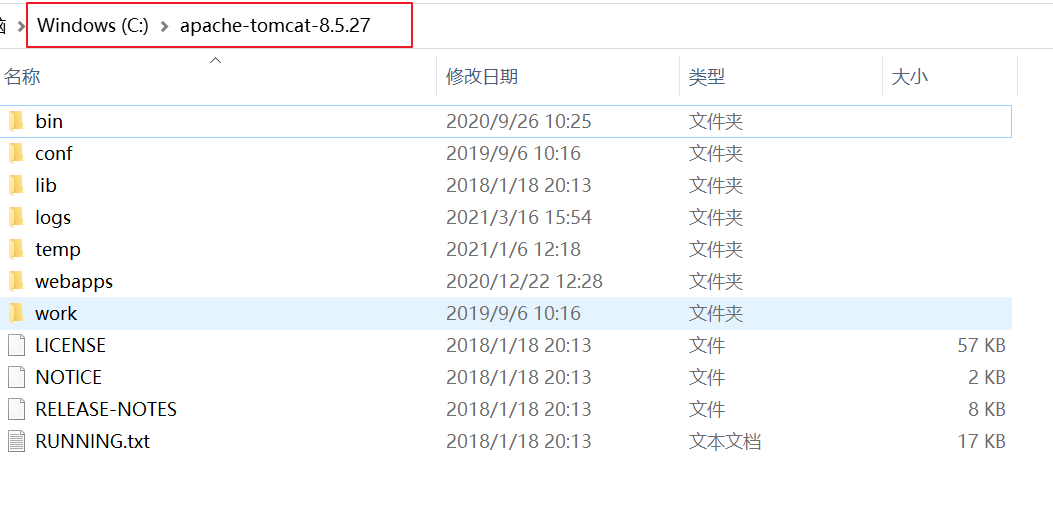 脑 Windows (C:) apache-tomcat-8.5.27
名称 修改日期 类型 大小
bin 2020/9/26 10:25 文件夹
conf 2019/9/6 10:16 文件夹
lib 2018/1/18 20:13 文件夹
logs 2021/3/16 15:54 文件夹
temp 2021/1/6 12:18 文件夹
webapps 2020/12/22 12:28 文件夹
work 2019/9/6 10:16 文件夹
LICENSE 2018/1/18 20:13 文件 57 KB
NOTICE 2018/1/18 20:13 文件 2 KB
RELEASE-NOTES 2018/1/18 20:13 文件 8 KB
RUNNING.txt 2018/1/18 20:13 文本文档 17 KB